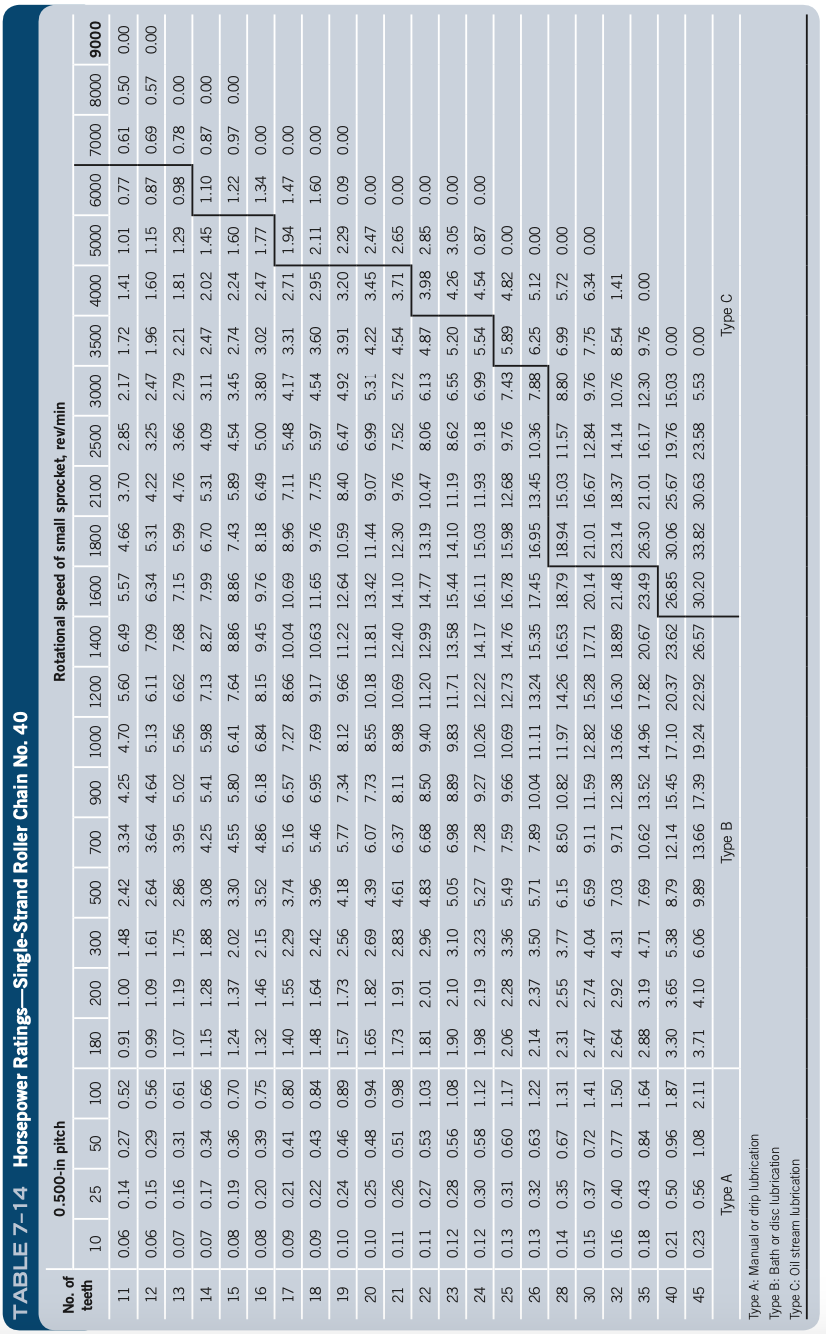 TABLE 7–14 Horsepower Ratings—Single-Strand Roller Chain No. 40
0.500-in pitch Rotational speed of small sprocket, rev/min
No. of
teeth 10 25 50 100 180 200 300 500 700 900 1000 1200 1400 1600 1800 2100 2500 3000 3500 4000 5000 6000 7000 8000 9000
11 0.06 0.14 0.27 0.52 0.91 1.00 1.48 2.42 3.34 4.25 4.70 5.60 6.49 5.57 4.66 3.70 2.85 2.17 1.72 1.41 1.01 0.77 0.61 0.50 0.00
12 0.06 0.15 0.29 0.56 0.99 1.09 1.61 2.64 3.64 4.64 5.13 6.11 7.09 6.34 5.31 4.22 3.25 2.47 1.96 1.60 1.15 0.87 0.69 0.57 0.00
13 0.07 0.16 0.31 0.61 1.07 1.19 1.75 2.86 3.95 5.02 5.56 6.62 7.68 7.15 5.99 4.76 3.66 2.79 2.21 1.81 1.29 0.98 0.78 0.00
14 0.07 0.17 0.34 0.66 1.15 1.28 1.88 3.08 4.25 5.41 5.98 7.13 8.27 7.99 6.70 5.31 4.09 3.11 2.47 2.02 1.45 1.10 0.87 0.00
15 0.08 0.19 0.36 0.70 1.24 1.37 2.02 3.30 4.55 5.80 6.41 7.64 8.86 8.86 7.43 5.89 4.54 3.45 2.74 2.24 1.60 1.22 0.97 0.00
16 0.08 0.20 0.39 0.75 1.32 1.46 2.15 3.52 4.86 6.18 6.84 8.15 9.45 9.76 8.18 6.49 5.00 3.80 3.02 2.47 1.77 1.34 0.00
17 0.09 0.21 0.41 0.80 1.40 1.55 2.29 3.74 5.16 6.57 7.27 8.66 10.04 10.69 8.96 7.11 5.48 4.17 3.31 2.71 1.94 1.47 0.00
18 0.09 0.22 0.43 0.84 1.48 1.64 2.42 3.96 5.46 6.95 7.69 9.17 10.63 11.65 9.76 7.75 5.97 4.54 3.60 2.95 2.11 1.60 0.00
19 0.10 0.24 0.46 0.89 1.57 1.73 2.56 4.18 5.77 7.34 8.12 9.66 11.22 12.64 10.59 8.40 6.47 4.92 3.91 3.20 2.29 0.09 0.00
20 0.10 0.25 0.48 0.94 1.65 1.82 2.69 4.39 6.07 7.73 8.55 10.18 11.81 13.42 11.44 9.07 6.99 5.31 4.22 3.45 2.47 0.00
21 0.11 0.26 0.51 0.98 1.73 1.91 2.83 4.61 6.37 8.11 8.98 10.69 12.40 14.10 12.30 9.76 7.52 5.72 4.54 3.71 2.65 0.00
22 0.11 0.27 0.53 1.03 1.81 2.01 2.96 4.83 6.68 8.50 9.40 11.20 12.99 14.77 13.19 10.47 8.06 6.13 4.87 3.98 2.85 0.00
23 0.12 0.28 0.56 1.08 1.90 2.10 3.10 5.05 6.98 8.89 9.83 11.71 13.58 15.44 14.10 11.19 8.62 6.55 5.20 4.26 3.05 0.00
24 0.12 0.30 0.58 1.12 1.98 2.19 3.23 5.27 7.28 9.27 10.26 12.22 14.17 16.11 15.03 11.93 9.18 6.99 5.54 4.54 0.87 0.00
25 0.13 0.31 0.60 1.17 2.06 2.28 3.36 5.49 7.59 9.66 10.69 12.73 14.76 16.78 15.98 12.68 9.76 7.43 5.89 4.82 0.00
26 0.13 0.32 0.63 1.22 2.14 2.37 3.50 5.71 7.89 10.04 11.11 13.24 15.35 17.45 16.95 13.45 10.36 7.88 6.25 5.12 0.00
28 0.14 0.35 0.67 1.31 2.31 2.55 3.77 6.15 8.50 10.82 11.97 14.26 16.53 18.79 18.94 15.03 11.57 8.80 6.99 5.72 0.00
30 0.15 0.37 0.72 1.41 2.47 2.74 4.04 6.59 9.11 11.59 12.82 15.28 17.71 20.14 21.01 16.67 12.84 9.76 7.75 6.34 0.00
32 0.16 0.40 0.77 1.50 2.64 2.92 4.31 7.03 9.71 12.38 13.66 16.30 18.89 21.48 23.14 18.37 14.14 10.76 8.54 1.41
35 0.18 0.43 0.84 1.64 2.88 3.19 4.71 7.69 10.62 13.52 14.96 17.82 20.67 23.49 26.30 21.01 16.17 12.30 9.76 0.00
40 0.21 0.50 0.96 1.87 3.30 3.65 5.38 8.79 12.14 15.45 17.10 20.37 23.62 26.85 30.06 25.67 19.76 15.03 0.00
45 0.23 0.56 1.08 2.11 3.71 4.10 6.06 9.89 13.66 17.39 19.24 22.92 26.57 30.20 33.82 30.63 23.58 5.53 0.00
Type A Type B Type C
Type A: Manual or drip lubrication
Type B: Bath or disc lubrication
Type C: Oil stream lubrication